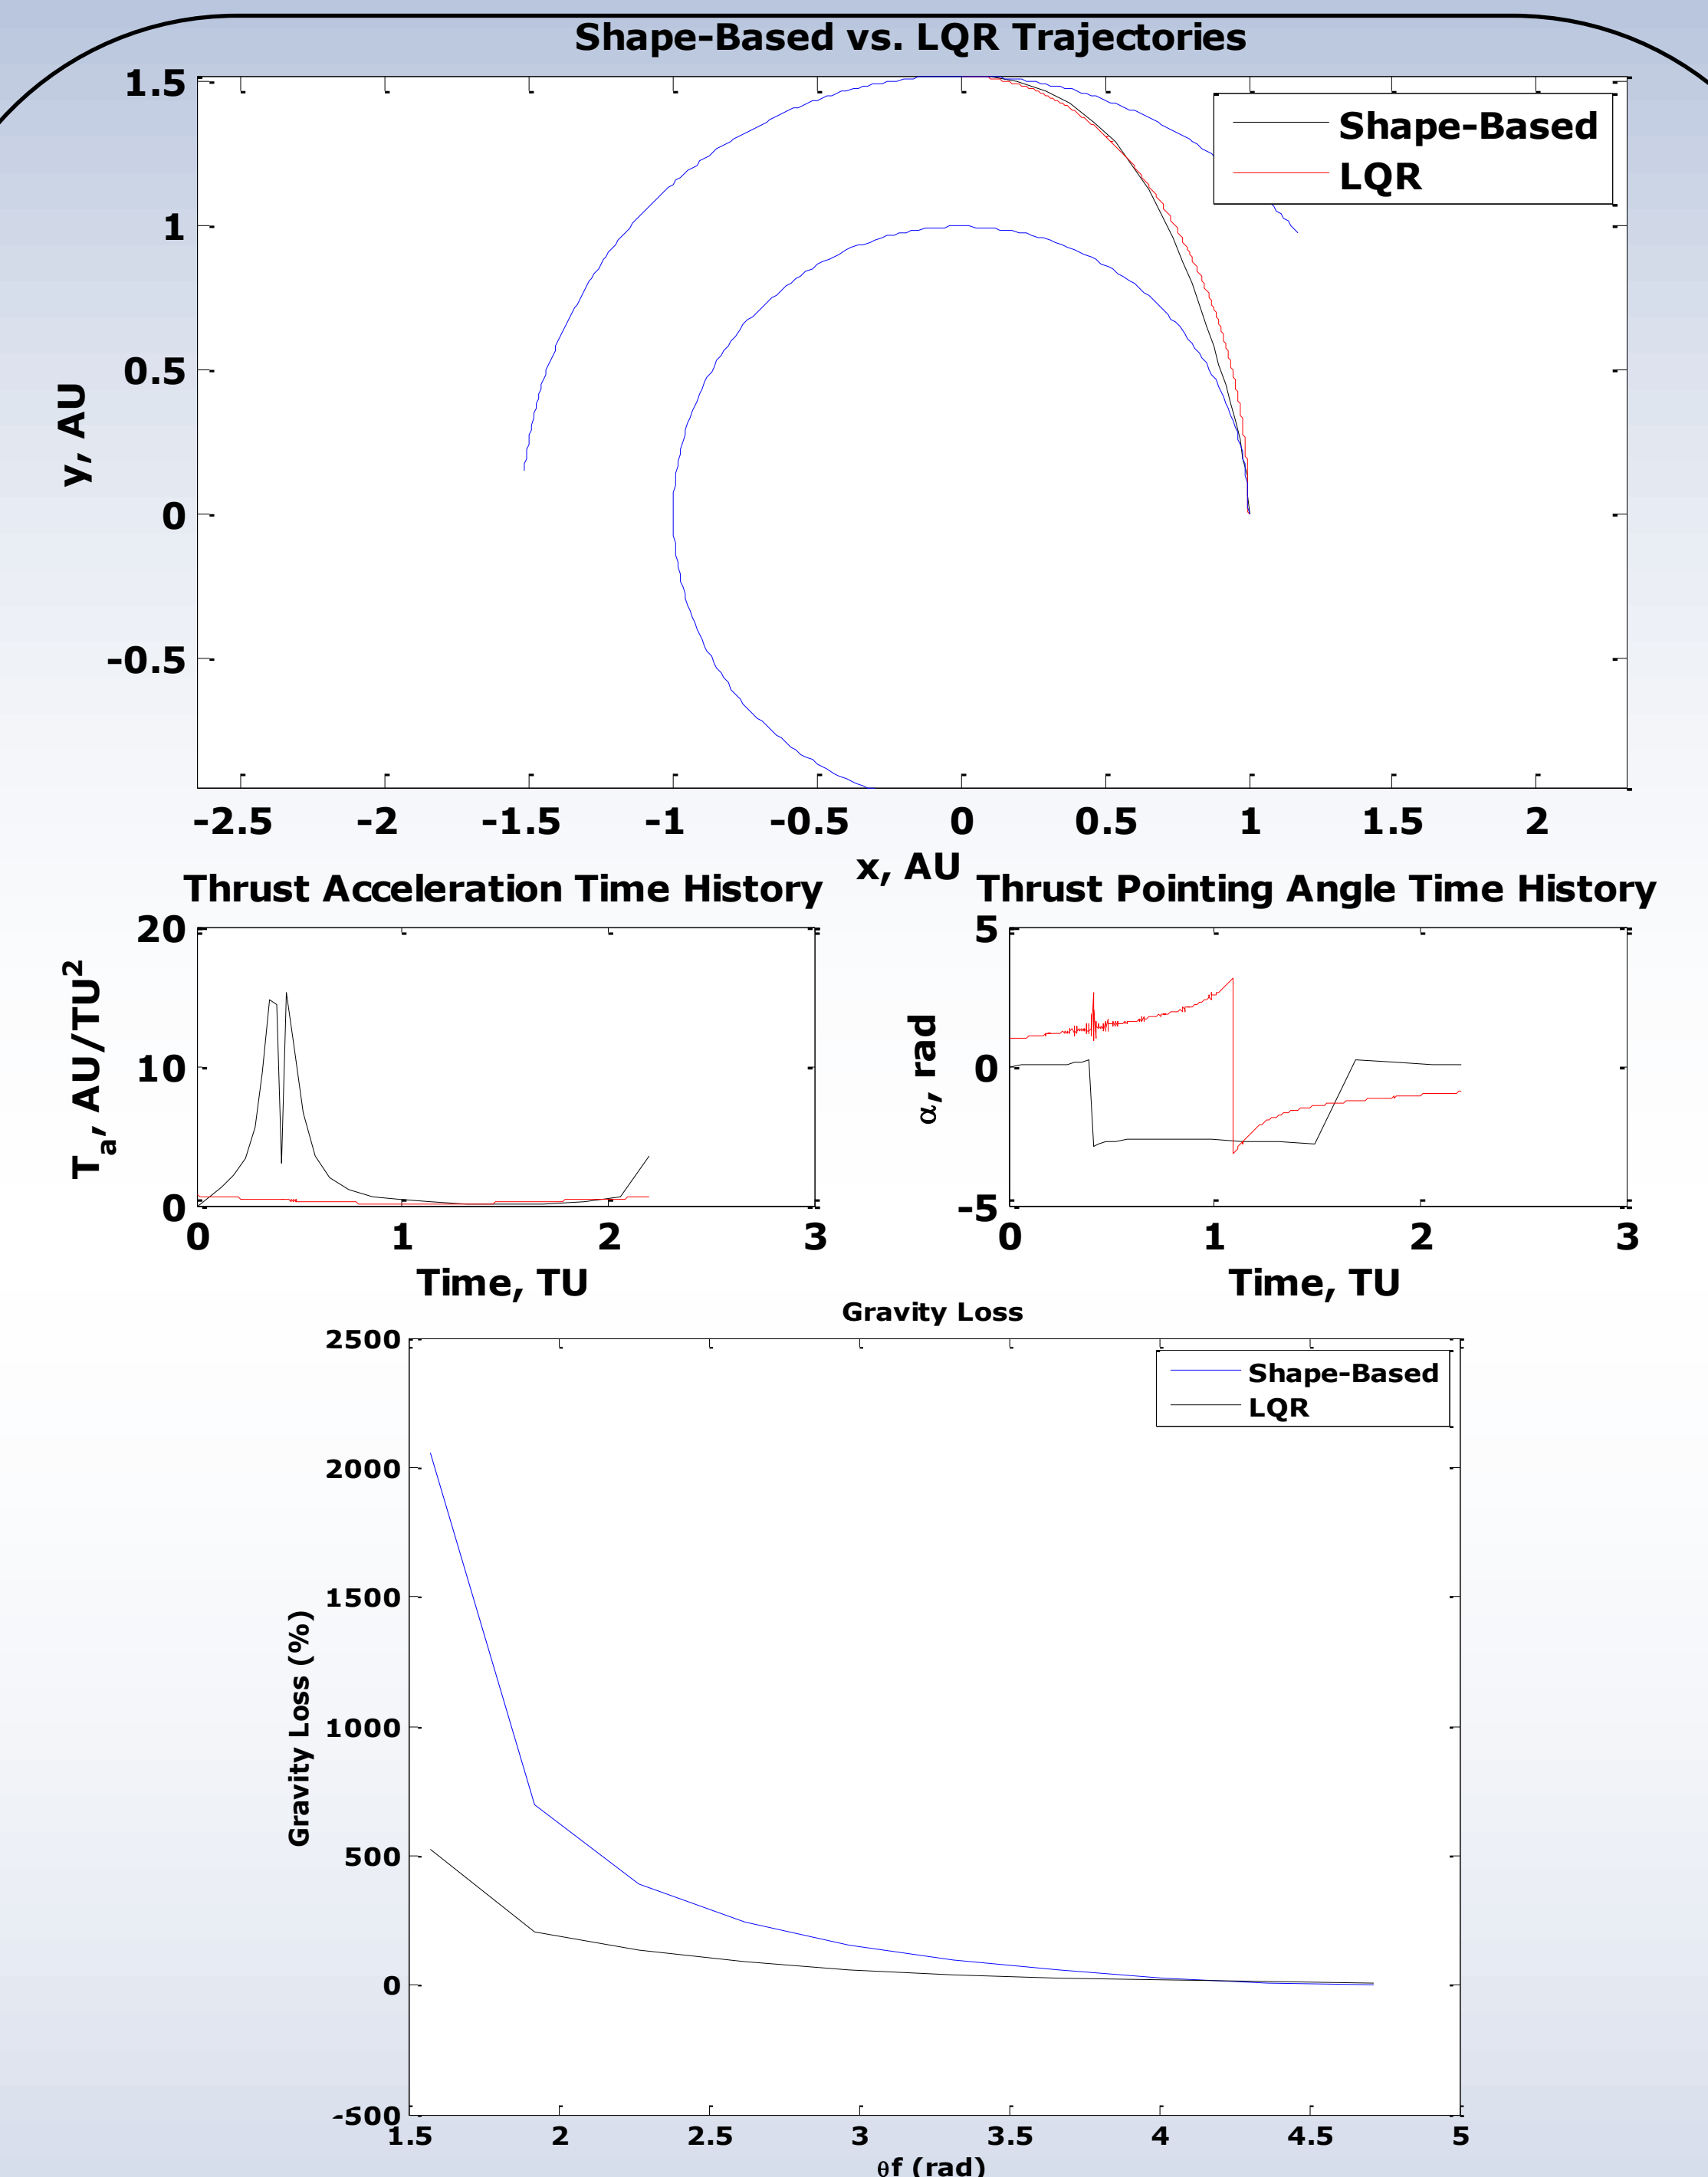 Shape-Based vs. LQR Trajectories
1.5
1
0.5
0
-0.5
y, AU
Shape-Based
LQR
-2.5 -2 -1.5 -1 -0.5 0 0.5 1 1.5 2
x, AU
Thrust Acceleration Time History
20
10
0
Ta, AU/TU2
0 1 2 3
Time, TU
Thrust Pointing Angle Time History
5
0
-5
α, rad
0 1 2 3
Time, TU
Gravity Loss
2500
2000
1500
1000
500
0
-500
Gravity Loss (%)
Shape-Based
LQR
1.5 2 2.5 3 3.5 4 4.5 5
θf (rad)